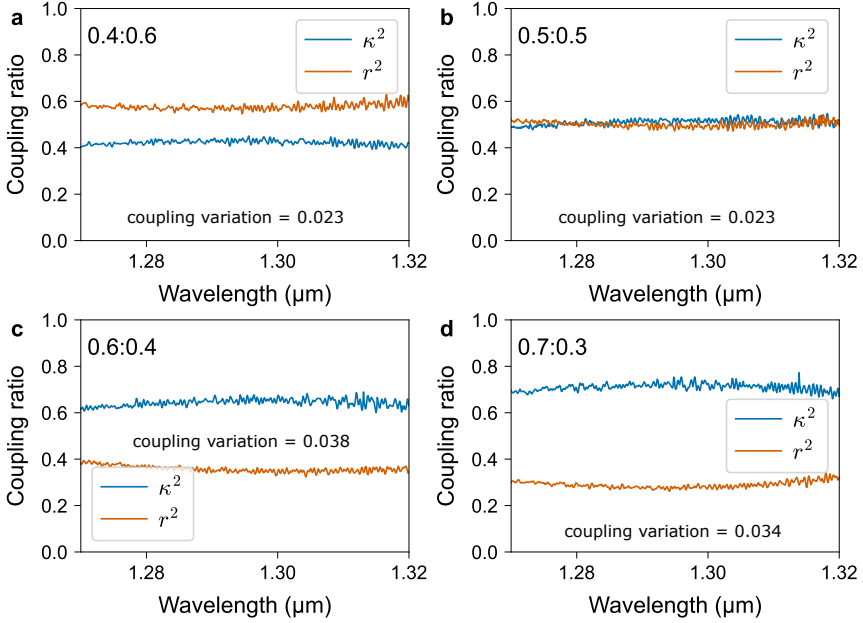 a
0.4:0.6
κ²
r²
coupling variation = 0.023
Coupling ratio
1.0
0.8
0.6
0.4
0.2
0.0
1.28
1.30
1.32
Wavelength (μm)
b
0.5:0.5
κ²
r²
coupling variation = 0.023
Coupling ratio
1.0
0.8
0.6
0.4
0.2
0.0
1.28
1.30
1.32
Wavelength (μm)
c
0.6:0.4
coupling variation = 0.038
κ²
r²
Coupling ratio
1.0
0.8
0.6
0.4
0.2
0.0
1.28
1.30
1.32
Wavelength (μm)
d
0.7:0.3
κ²
r²
coupling variation = 0.034
Coupling ratio
1.0
0.8
0.6
0.4
0.2
0.0
1.28
1.30
1.32
Wavelength (μm)